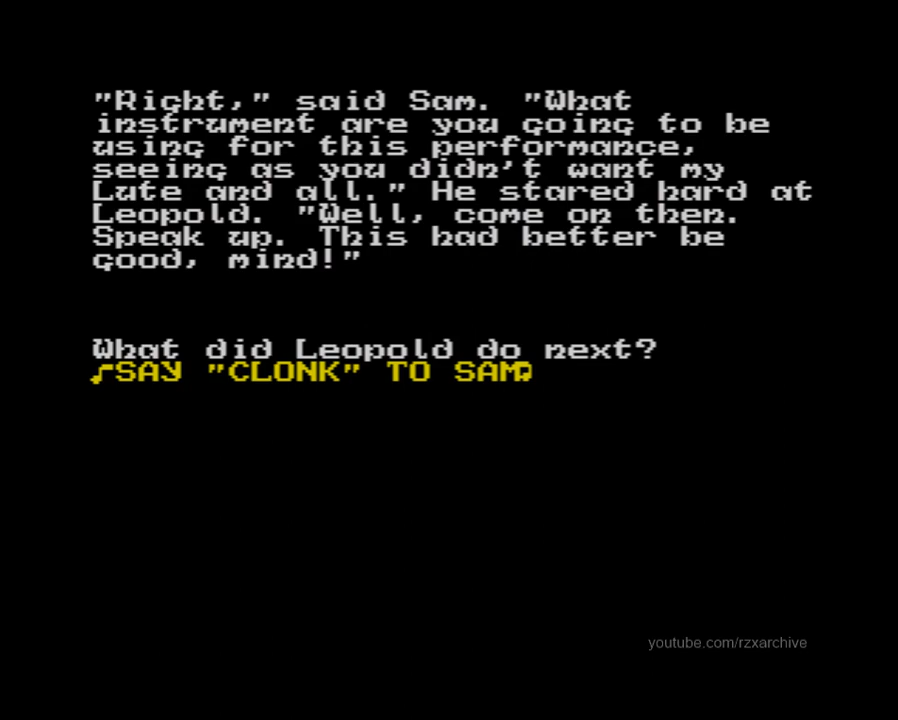 "Right," said Sam. "What
instrument are you going to be
using for this performance,
seeing as you didn't want my
Lute and all." He stared hard at
Leopold. "Well, come on then.
Speak up. This had better be
good, mind!"
What did Leopold do next?
♪SAY "CLONK" TO SAM
youtube.com/rzxarchive